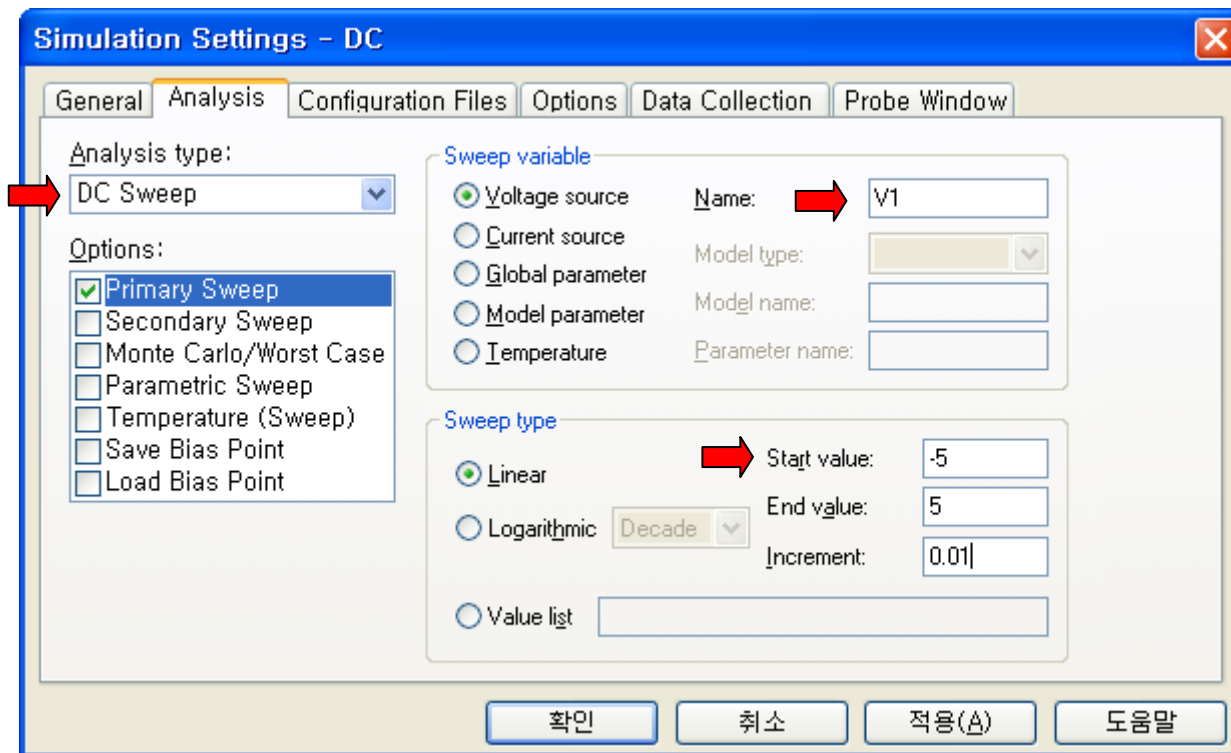 Simulation Settings - DC
General Analysis Configuration Files Options Data Collection Probe Window
Analysis type:
DC Sweep
Options:
Primary Sweep
Secondary Sweep
Monte Carlo/Worst Case
Parametric Sweep
Temperature (Sweep)
Save Bias Point
Load Bias Point
Sweep variable
Voltage source
Current source
Global parameter
Model parameter
Temperature
Name: V1
Model type:
Model name:
Parameter name:
Sweep type
Linear
Logarithmic Decade
Value list
Start value: -5
End value: 5
Increment: 0.01
확인 취소 적용(A) 도움말